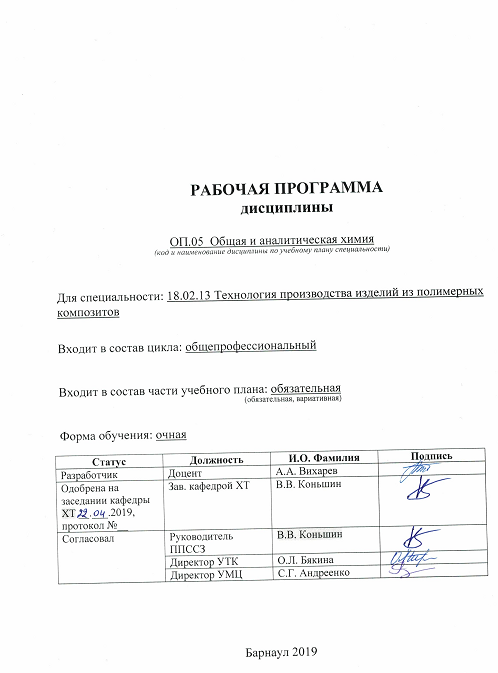 РАБОЧАЯ ПРОГРАММА
дисциплины
ОП.05 Общая и аналитическая химия
(код и наименование дисциплины по учебному плану специальности)
Для специальности: 18.02.13 Технология производства изделий из полимерных
композитов
Входит в состав цикла: общепрофессиональный
Входит в состав части учебного плана: обязательная
(обязательная, вариативная)
Форма обучения: очная
Статус Должность И.О. Фамилия Подпись
Разработчик Доцент А.А. Вихарев
Одобрена на Зав. кафедрой ХТ В.В. Коньшин
заседании кафедры
ХТ 22.04.2019,
протокол №__
Согласовал Руководитель В.В. Коньшин
ППССЗ
Директор УТК О.Л. Бякина
Директор УМЦ С.Г. Андреенко
Барнаул 2019